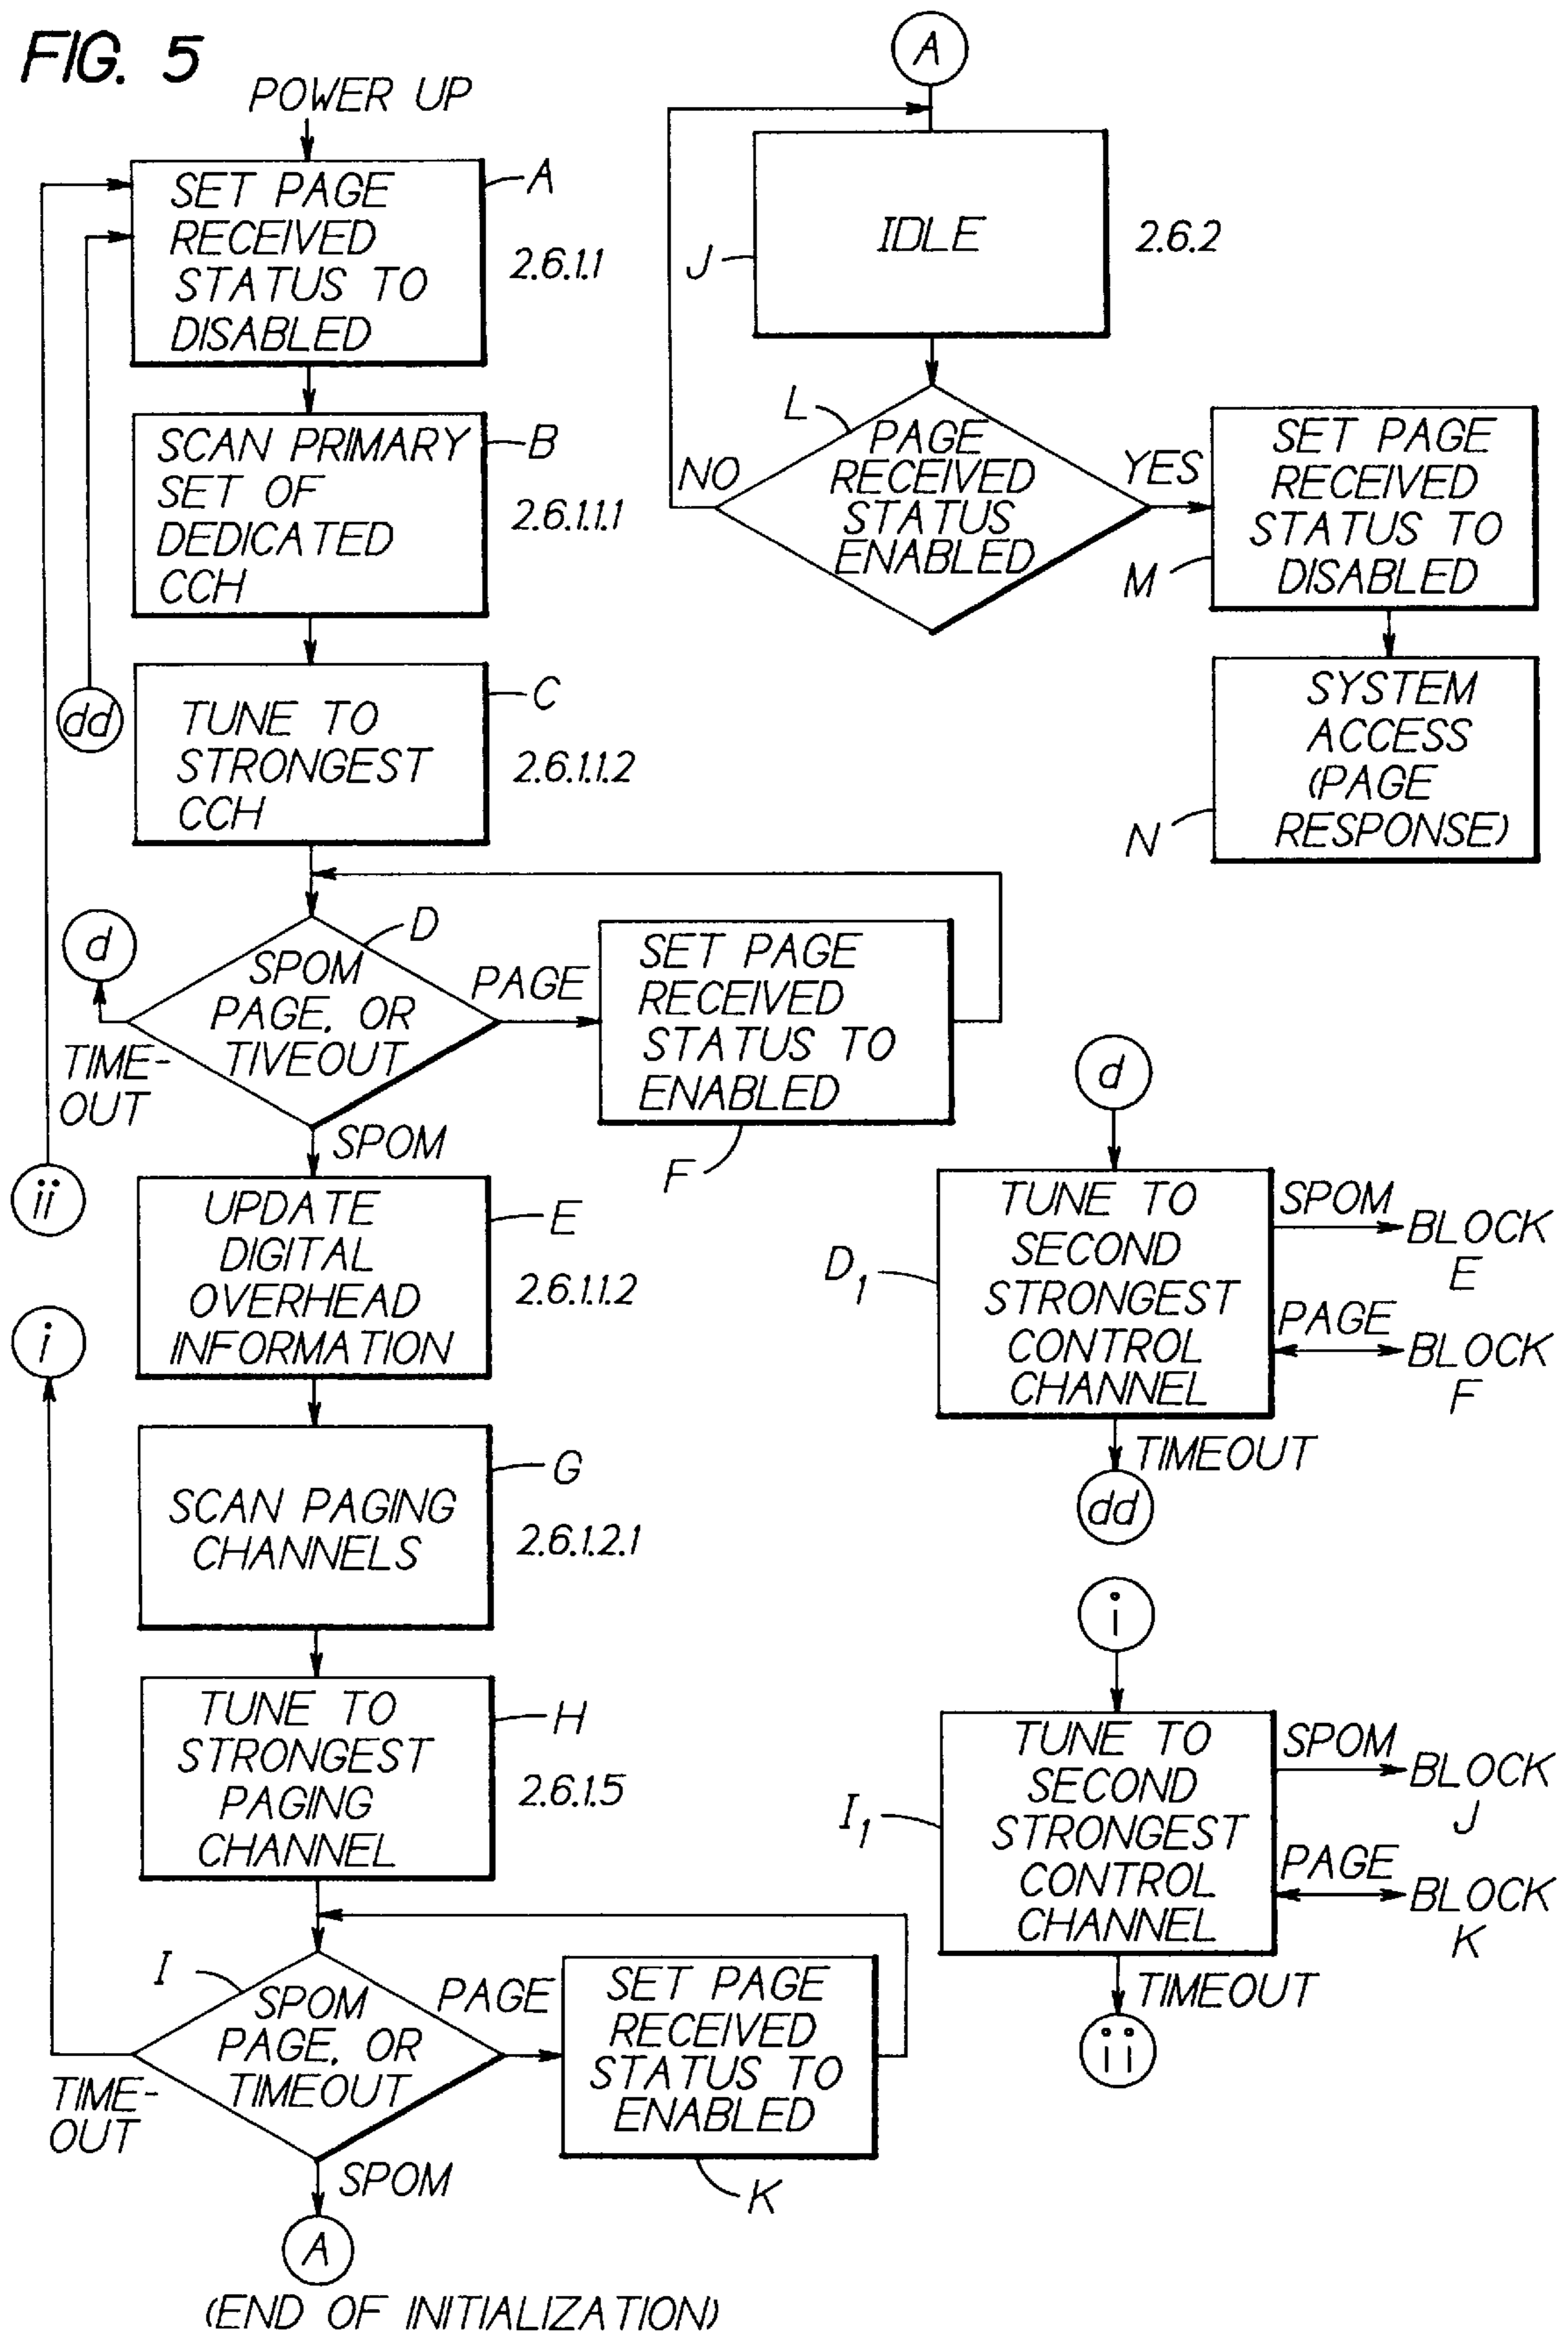 FIG. 5
POWER UP
SET PAGE
RECEIVED
STATUS TO
DISABLED
A
2.6.1.1
SCAN PRIMARY
SET OF
DEDICATED
CCH
B
2.6.1.1.1
TUNE TO
STRONGEST
CCH
C
2.6.1.1.2
dd
d
SPOM
PAGE, OR
TIVEOUT
D
TIME-
OUT
PAGE
SET PAGE
RECEIVED
STATUS TO
ENABLED
F
SPOM
ii
UPDATE
DIGITAL
OVERHEAD
INFORMATION
E
2.6.1.1.2
i
SCAN PAGING
CHANNELS
G
2.6.1.2.1
TUNE TO
STRONGEST
PAGING
CHANNEL
H
2.6.1.5
I
SPOM
PAGE, OR
TIMEOUT
TIME-
OUT
PAGE
SET PAGE
RECEIVED
STATUS TO
ENABLED
K
SPOM
A
(END OF INITIALIZATION)
A
IDLE
J
2.6.2
L
PAGE
RECEIVED
STATUS
ENABLED
NO
YES
SET PAGE
RECEIVED
STATUS TO
DISABLED
M
SYSTEM
ACCESS
(PAGE
RESPONSE)
N
d
TUNE TO
SECOND
STRONGEST
CONTROL
CHANNEL
D1
SPOM
BLOCK
E
PAGE
BLOCK
F
TIMEOUT
dd
i
TUNE TO
SECOND
STRONGEST
CONTROL
CHANNEL
I1
SPOM
BLOCK
J
PAGE
BLOCK
K
TIMEOUT
ii